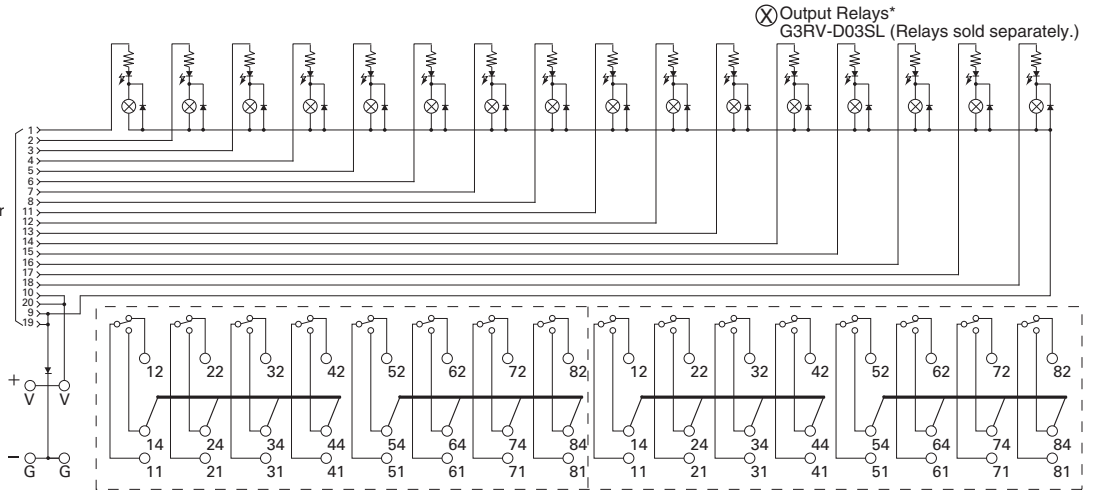 Output Relays*
G3RV-D03SL (Relays sold separately.)
1
2
3
4
5
6
7
8
11
r
12
13
14
15
16
17
18
10
20
9
19
12 22 32 42 52 62 72 82 12 22 32 42 52 62 72 82
+
V V
14 24 34 44 54 64 74 84 14 24 34 44 54 64 74 84
−
G G
11 21 31 41 51 61 71 81 11 21 31 41 51 61 71 81